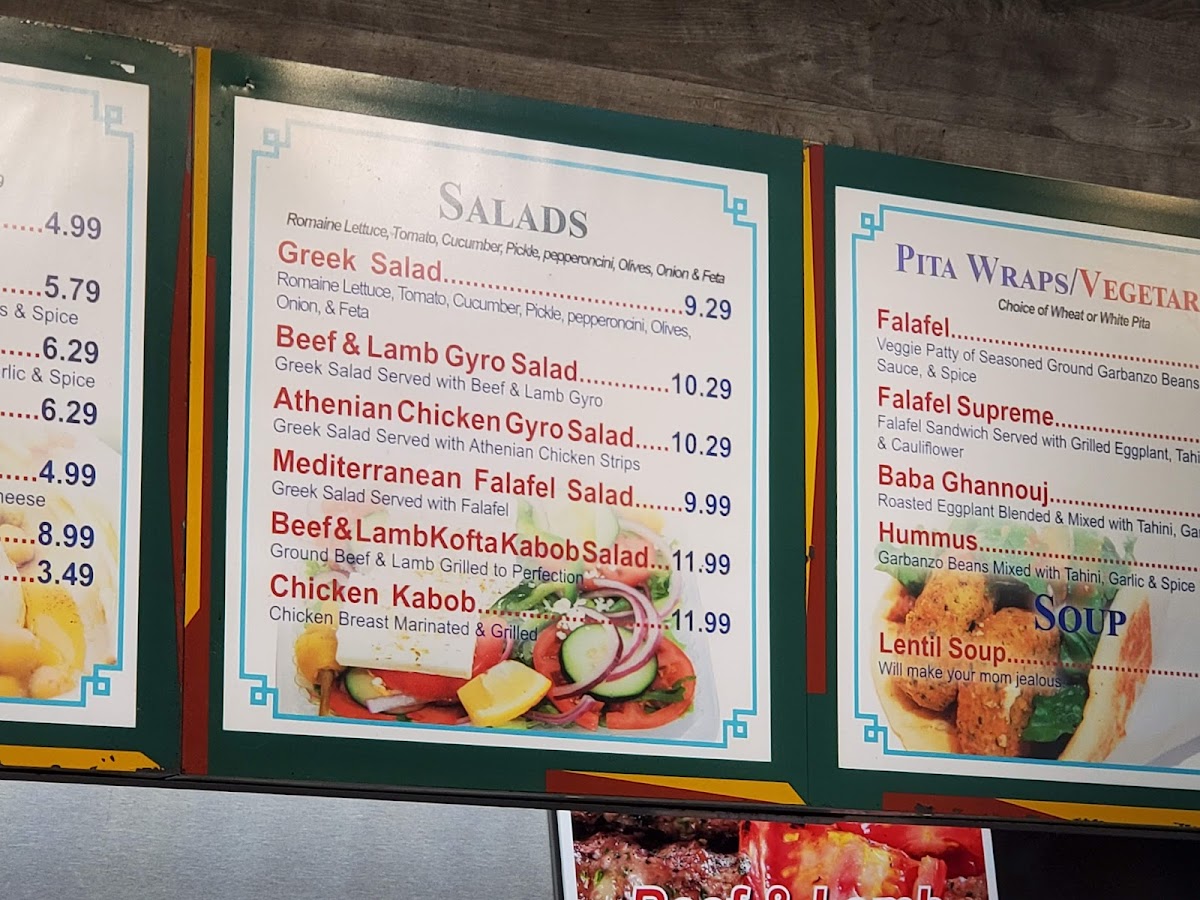 4.99
5.79
s & Spice
6.29
rlic & Spice
6.29
4.99
heese
8.99
3.49
SALADS
Romaine Lettuce, Tomato, Cucumber, Pickle, pepperoncini, Olives, Onion & Feta
Greek Salad 9.29
Romaine Lettuce, Tomato, Cucumber, Pickle, pepperoncini, Olives,
Onion, & Feta
Beef & Lamb Gyro Salad 10.29
Greek Salad Served with Beef & Lamb Gyro
Athenian Chicken Gyro Salad 10.29
Greek Salad Served with Athenian Chicken Strips
Mediterranean Falafel Salad 9.99
Greek Salad Served with Falafel
Beef & Lamb Kofta Kabob Salad 11.99
Ground Beef & Lamb Grilled to Perfection
Chicken Kabob 11.99
Chicken Breast Marinated & Grilled
PITA WRAPS/VEGETAR
Choice of Wheat or White Pita
Falafel
Veggie Patty of Seasoned Ground Garbanzo Beans
Sauce, & Spice
Falafel Supreme
Falafel Sandwich Served with Grilled Eggplant, Tahi
& Cauliflower
Baba Ghannouj
Roasted Eggplant Blended & Mixed with Tahini, Ga
Hummus
Garbanzo Beans Mixed with Tahini, Garlic & Spice
SOUP
Lentil Soup
Will make your mom jealous
Beef & Lamb